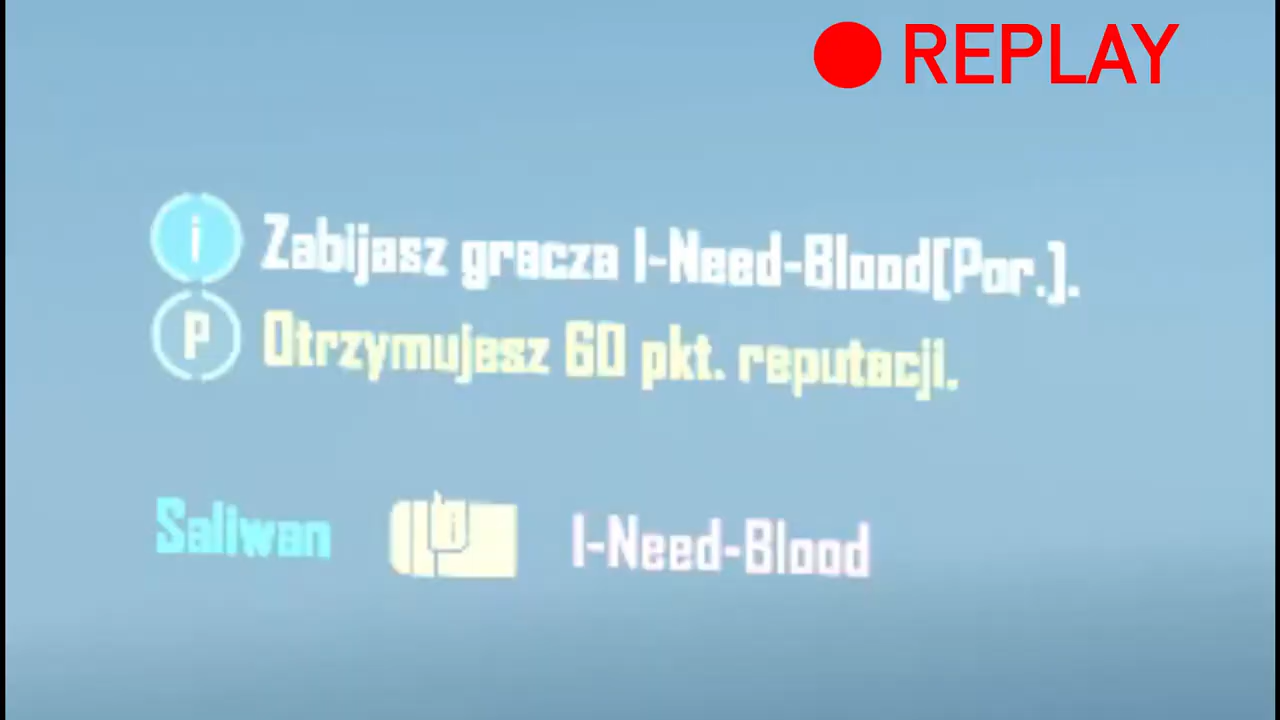 REPLAY
i Zabijasz gracza I-Need-Blood[Por.].
P Otrzymujesz 60 pkt. reputacji.
Saliwan I-Need-Blood